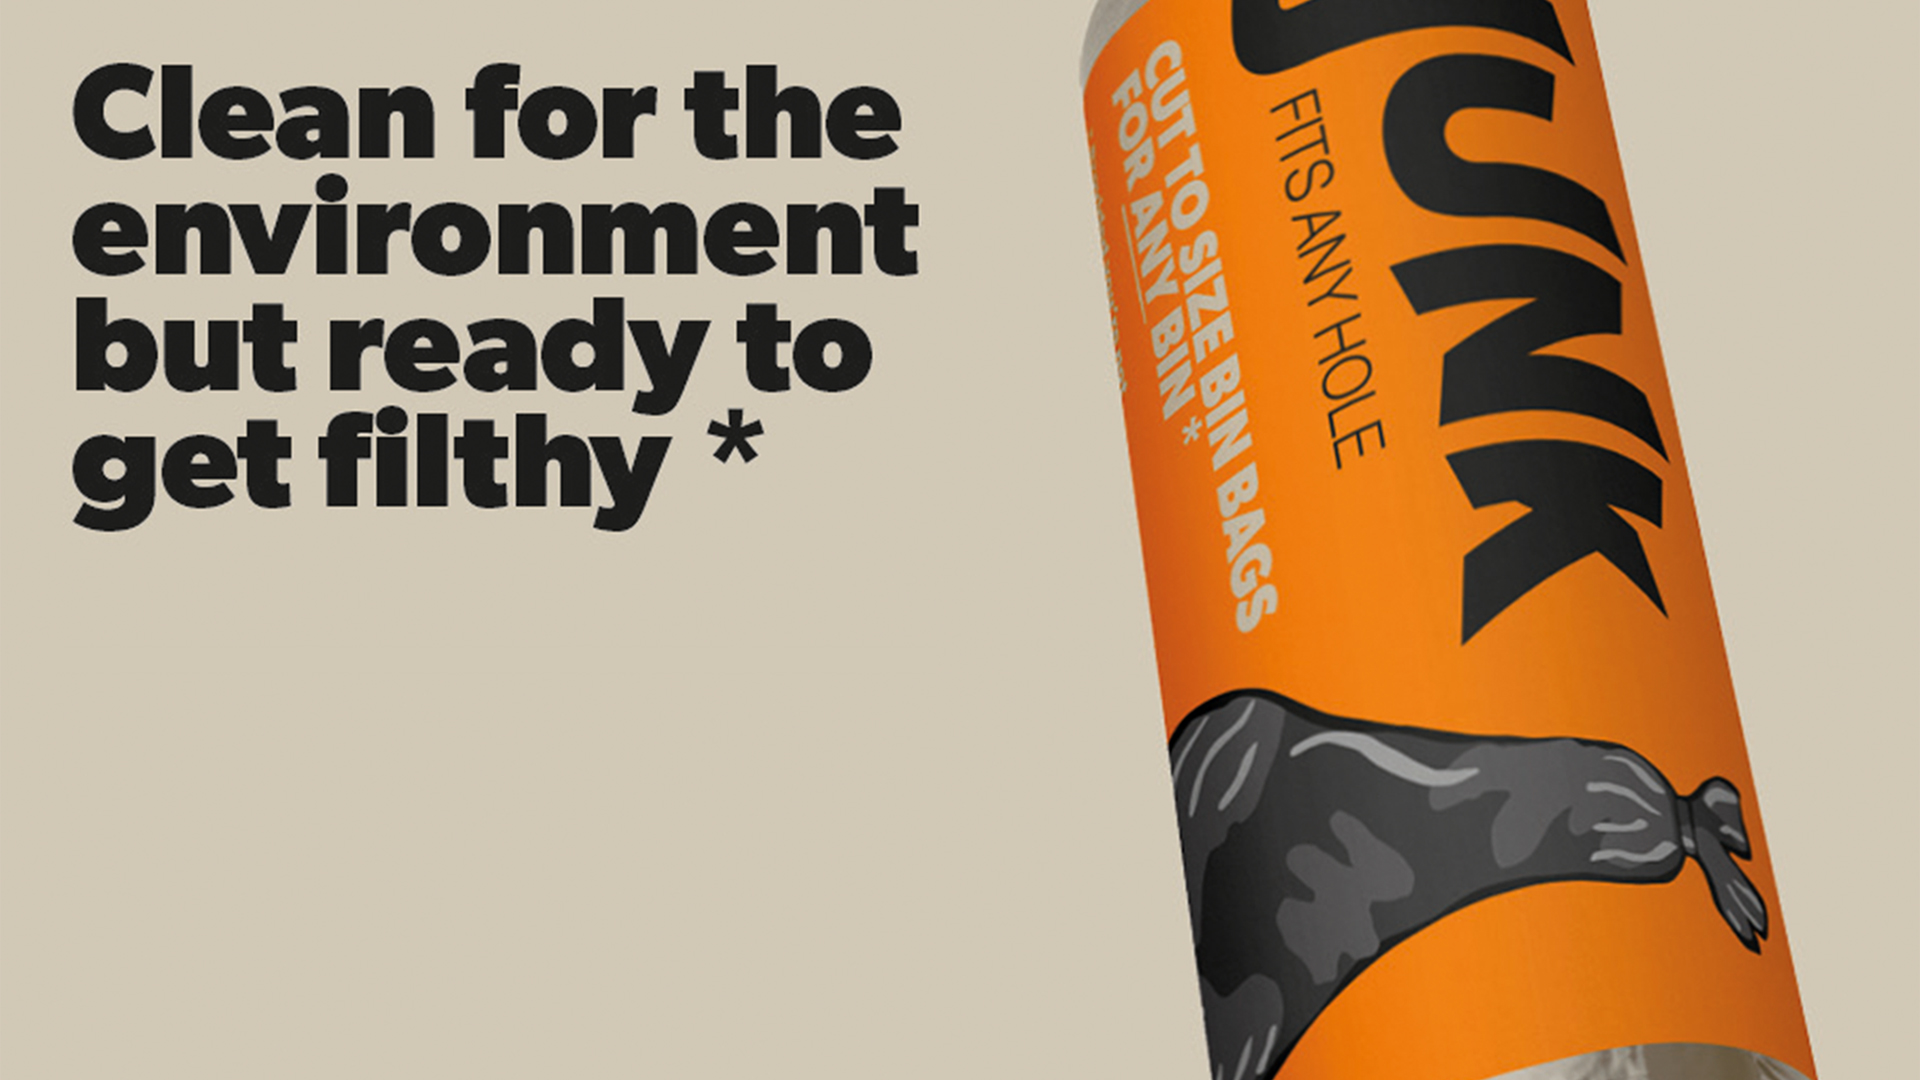 Clean for the
environment
but ready to
get filthy *
JUNK
FITS ANY HOLE
CUT TO SIZE BIN BAGS
FOR ANY BIN *